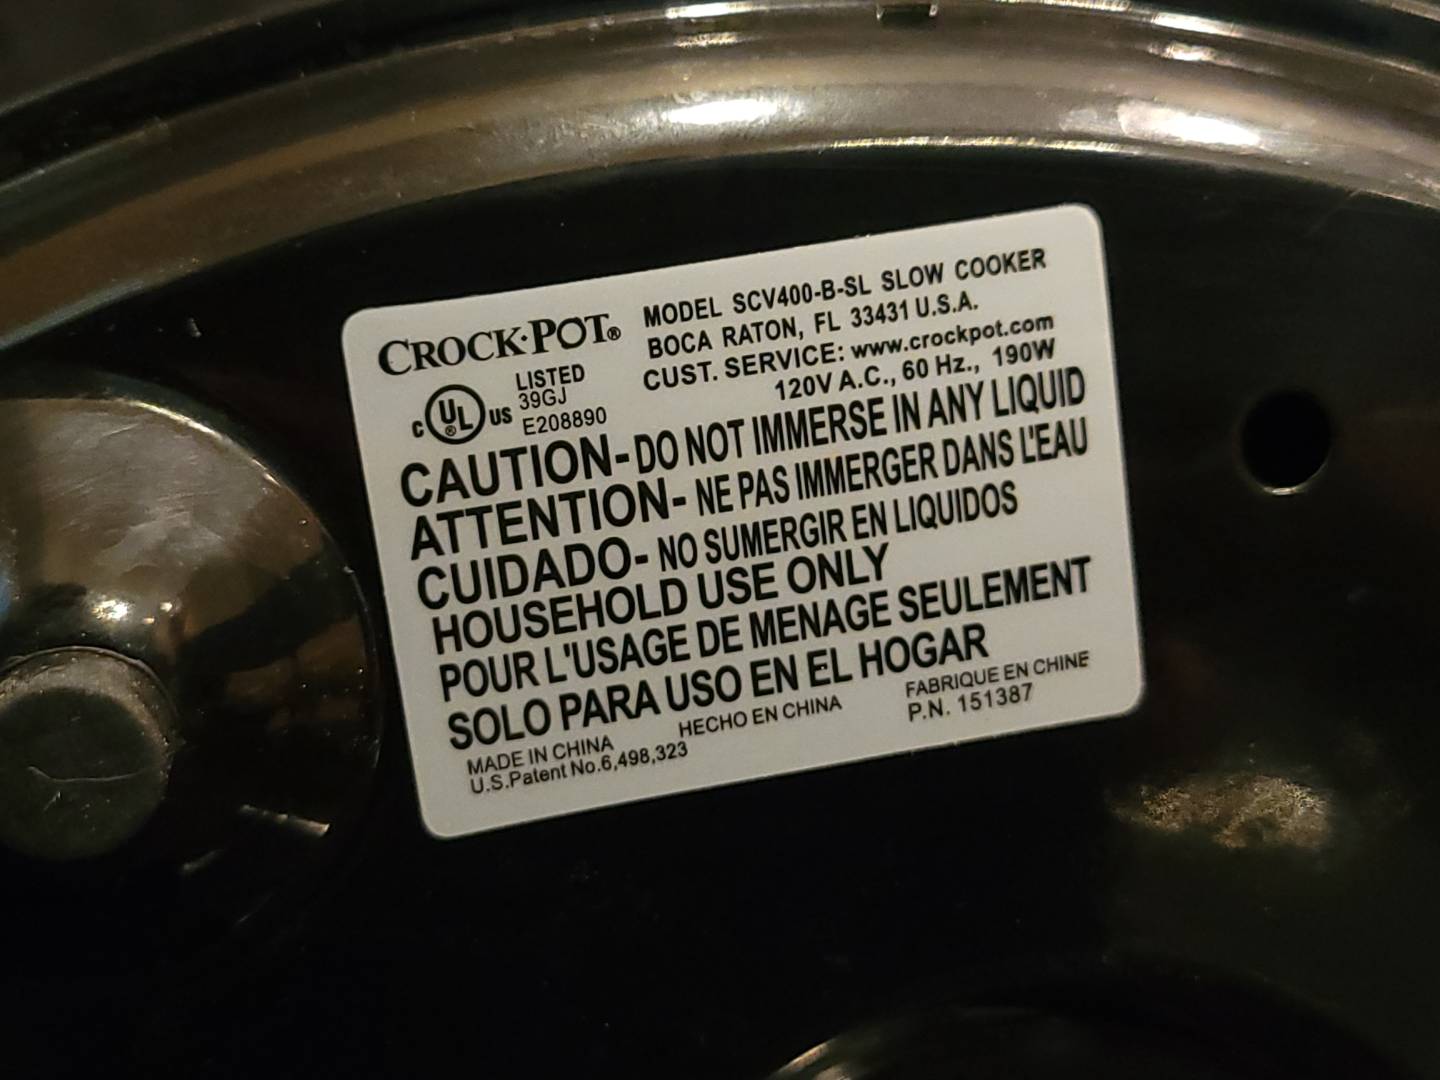 CROCK·POT®
c UL® US LISTED
39GJ
E208890
MODEL SCV400-B-SL SLOW COOKER
BOCA RATON, FL 33431 U.S.A.
CUST. SERVICE: www.crockpot.com
120V A.C., 60 Hz., 190W
CAUTION-DO NOT IMMERSE IN ANY LIQUID
ATTENTION- NE PAS IMMERGER DANS L'EAU
CUIDADO- NO SUMERGIR EN LIQUIDOS
HOUSEHOLD USE ONLY
POUR L'USAGE DE MENAGE SEULEMENT
SOLO PARA USO EN EL HOGAR
MADE IN CHINA HECHO EN CHINA FABRIQUE EN CHINE
U.S.Patent No.6,498,323 P.N. 151387